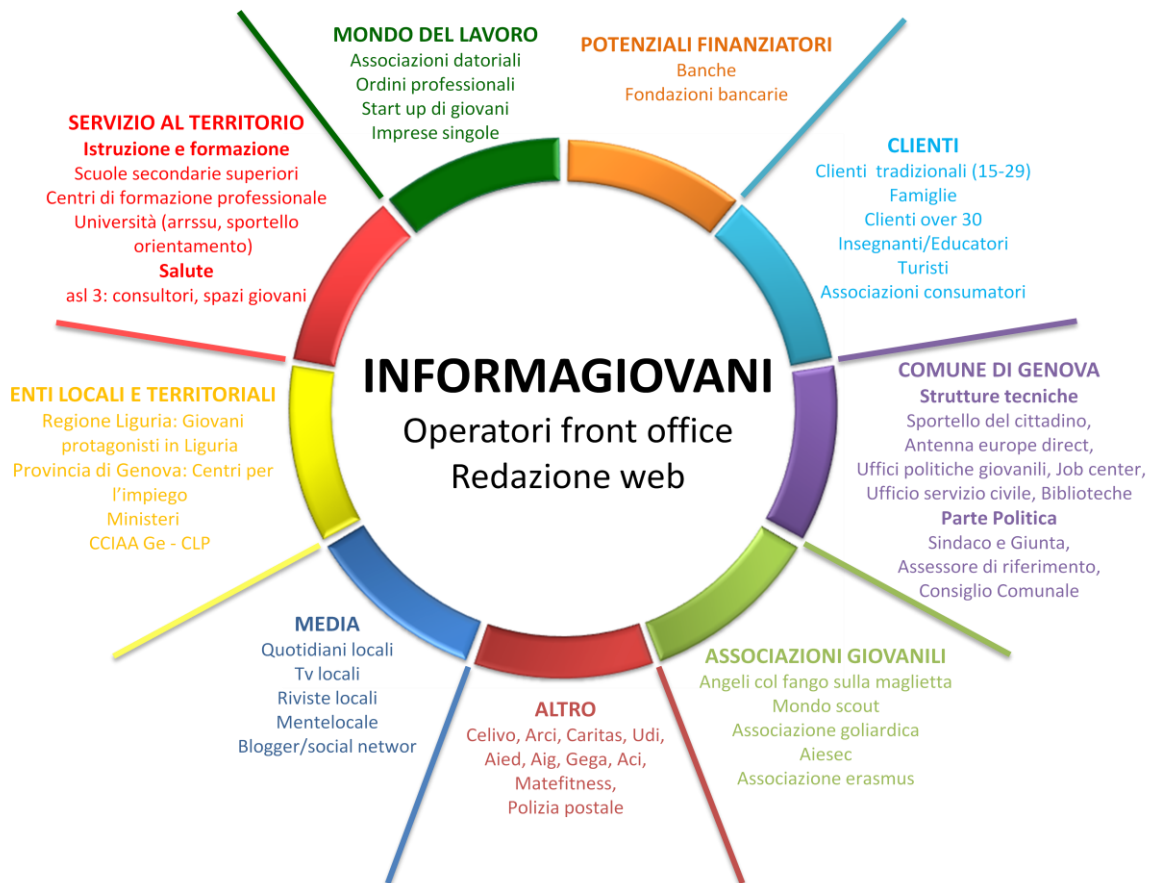 MONDO DEL LAVORO
Associazioni datoriali
Ordini professionali
Start up di giovani
Imprese singole
POTENZIALI FINANZIATORI
Banche
Fondazioni bancarie
SERVIZIO AL TERRITORIO
Istruzione e formazione
Scuole secondarie superiori
Centri di formazione professionale
Università (arrssu, sportello
orientamento)
Salute
asl 3: consultori, spazi giovani
CLIENTI
Clienti tradizionali (15-29)
Famiglie
Clienti over 30
Insegnanti/Educatori
Turisti
Associazioni consumatori
INFORMAGIOVANI
Operatori front office
Redazione web
ENTI LOCALI E TERRITORIALI
Regione Liguria: Giovani
protagonisti in Liguria
Provincia di Genova: Centri per
l'impiego
Ministeri
CCIAA Ge - CLP
COMUNE DI GENOVA
Strutture tecniche
Sportello del cittadino,
Antenna europe direct,
Uffici politiche giovanili, Job center,
Ufficio servizio civile, Biblioteche
Parte Politica
Sindaco e Giunta,
Assessore di riferimento,
Consiglio Comunale
MEDIA
Quotidiani locali
Tv locali
Riviste locali
Mentelocale
Blogger/social networ
ALTRO
Celivo, Arci, Caritas, Udi,
Aied, Aig, Gega, Aci,
Matefitness,
Polizia postale
ASSOCIAZIONI GIOVANILI
Angeli col fango sulla maglietta
Mondo scout
Associazione goliardica
Aiesec
Associazione erasmus